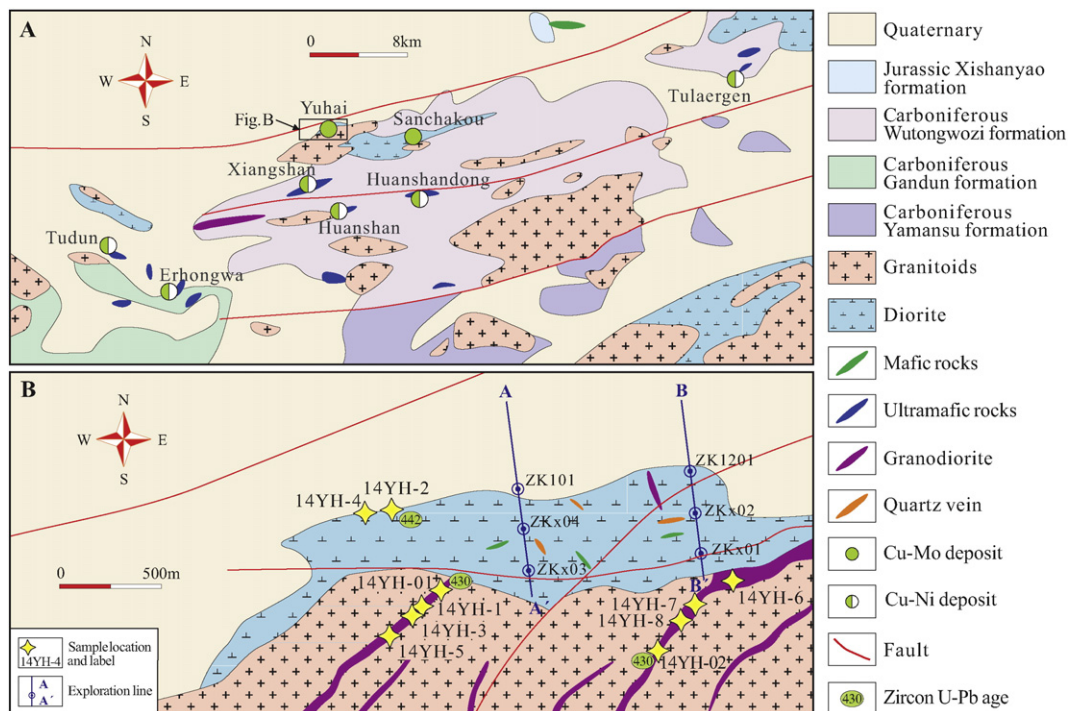 A
N
W E
S
0 8km
Fig.B
Yuhai
Sanchakou
Tulaergen
Xiangshan
Huanshandong
Huanshan
Tudun
Erhongwa
B
N
W E
S
0 500m
A
B
ZK101
ZK1201
14YH-4
14YH-2
442
ZKx04
ZKx02
ZKx03
ZKx01
A´
B´
14YH-01
430
14YH-1
14YH-3
14YH-5
14YH-7
14YH-8
14YH-6
430
14YH-02
14YH-4
Sample location
and label
A
A´
Exploration line
Quaternary
Jurassic Xishanyao
formation
Carboniferous
Wutongwozi formation
Carboniferous
Gandun formation
Carboniferous
Yamansu formation
Granitoids
Diorite
Mafic rocks
Ultramafic rocks
Granodiorite
Quartz vein
Cu-Mo deposit
Cu-Ni deposit
Fault
430
Zircon U-Pb age